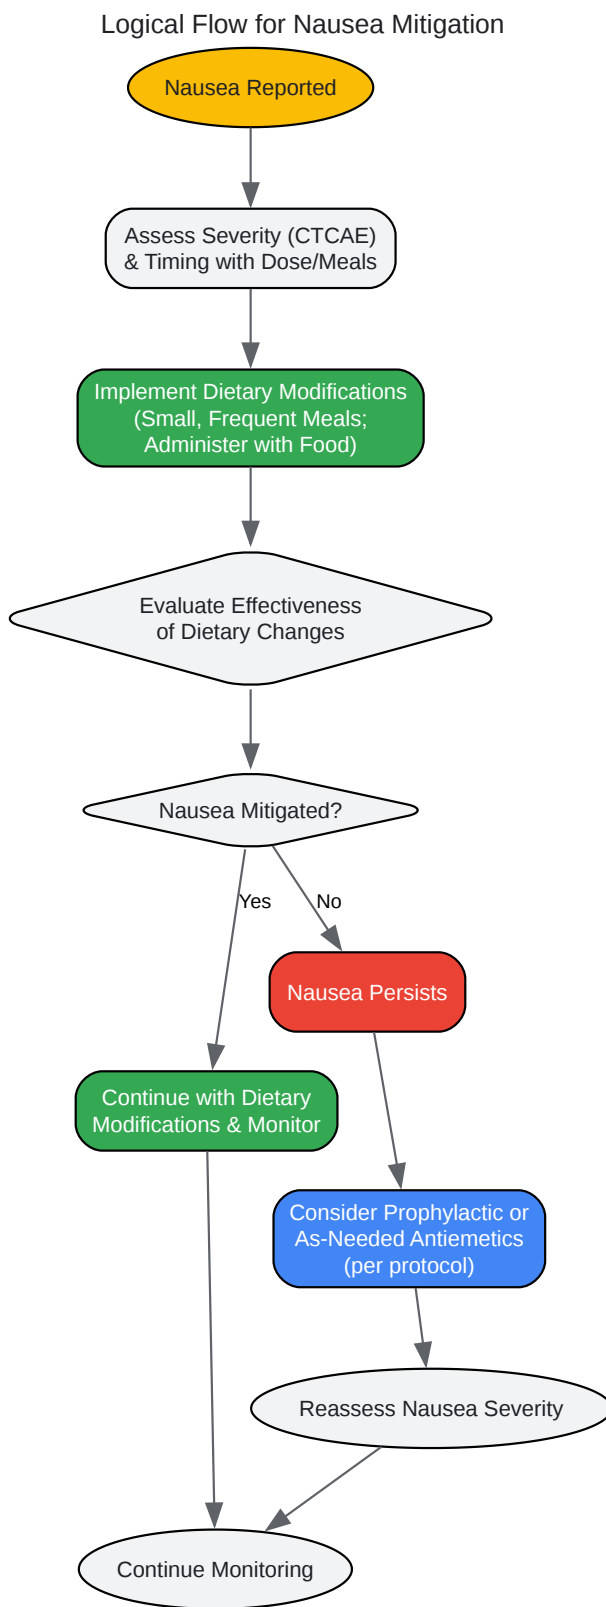 Logical Flow for Nausea Mitigation
Nausea Reported
Assess Severity (CTCAE)
& Timing with Dose/Meals
Implement Dietary Modifications
(Small, Frequent Meals;
Administer with Food)
Evaluate Effectiveness
of Dietary Changes
Nausea Mitigated?
Yes
No
Nausea Persists
Continue with Dietary
Modifications & Monitor
Consider Prophylactic or
As-Needed Antiemetics
(per protocol)
Reassess Nausea Severity
Continue Monitoring